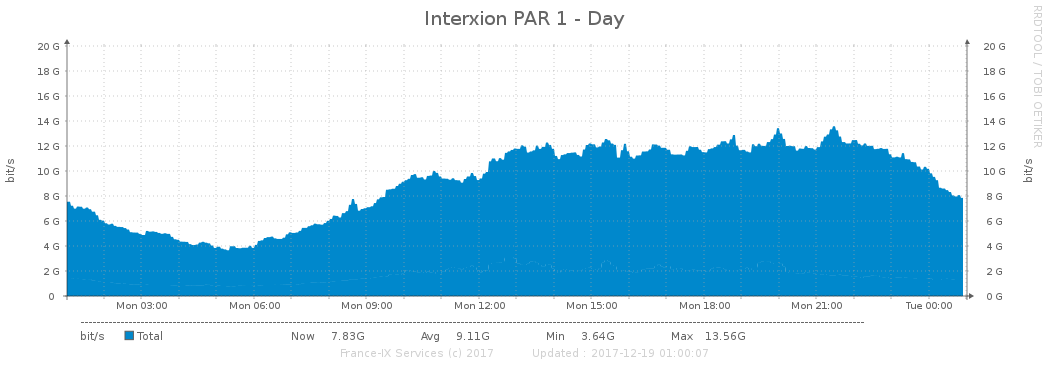 Interxion PAR 1 - Day
RRDTOOL / TOBI OETIKER
bit/s
20 G 20 G
18 G 18 G
16 G 16 G
14 G 14 G
12 G 12 G
10 G 10 G
8 G 8 G
6 G 6 G
4 G 4 G
2 G 2 G
0 0 G
bit/s
Mon 03:00 Mon 06:00 Mon 09:00 Mon 12:00 Mon 15:00 Mon 18:00 Mon 21:00 Tue 00:00
bit/s Total Now 7.83G Avg 9.11G Min 3.64G Max 13.56G
France-IX Services (c) 2017 Updated : 2017-12-19 01:00:07